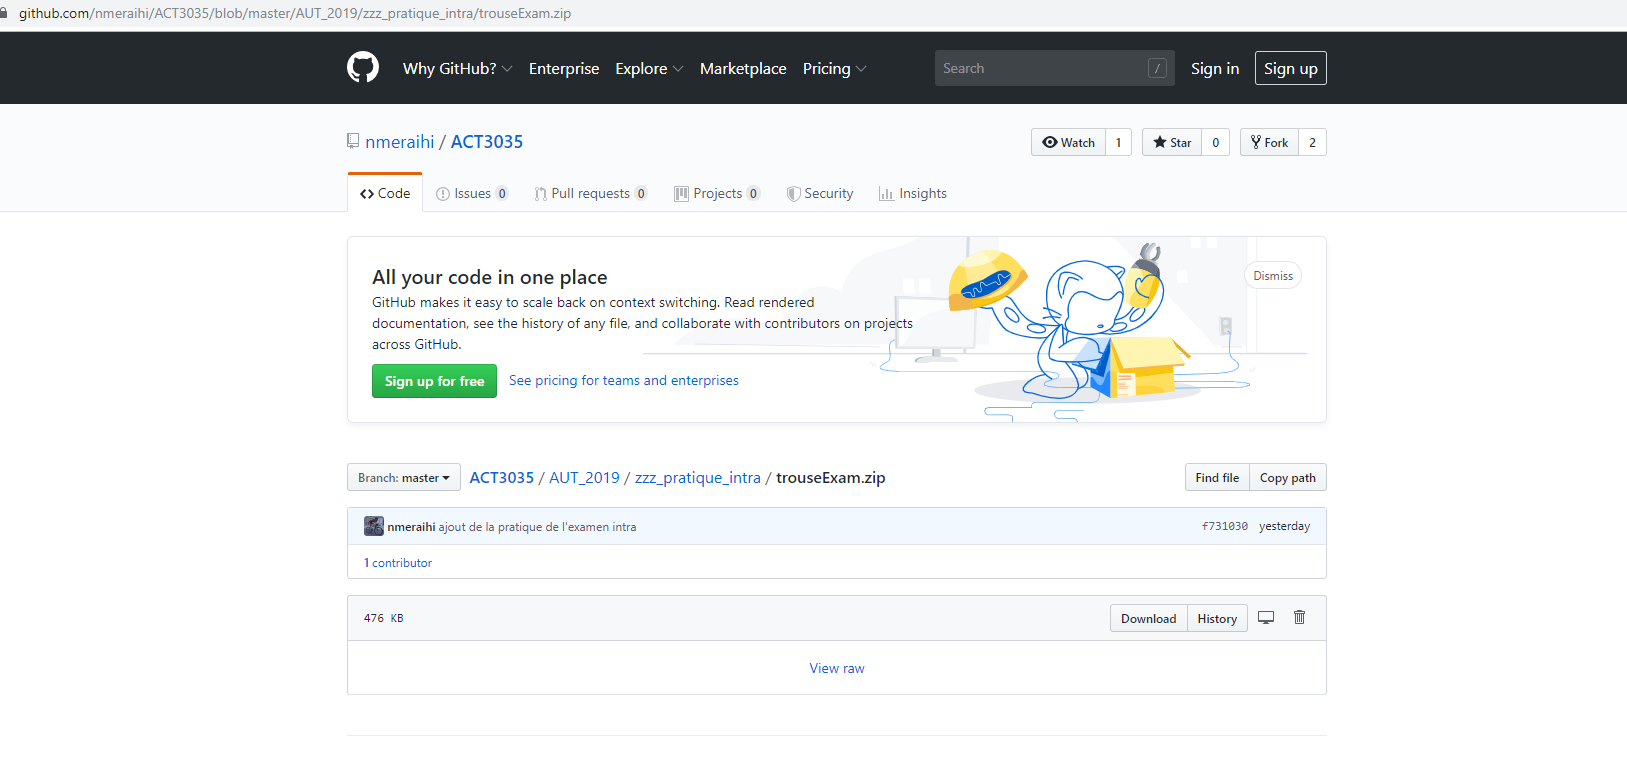 github.com/nmeraihi/ACT3035/blob/master/AUT_2019/zzz_pratique_intra/trouseExam.zip
Why GitHub? Enterprise Explore Marketplace Pricing Search / Sign in Sign up
nmeraihi / ACT3035 Watch 1 Star 0 Fork 2
Code Issues 0 Pull requests 0 Projects 0 Security Insights
Dismiss
All your code in one place
GitHub makes it easy to scale back on context switching. Read rendered
documentation, see the history of any file, and collaborate with contributors on projects
across GitHub.
Sign up for free See pricing for teams and enterprises
Branch: master ACT3035 / AUT_2019 / zzz_pratique_intra / trouseExam.zip Find file Copy path
nmeraihi ajout de la pratique de l'examen intra f731030 yesterday
1 contributor
476 KB Download History
View raw